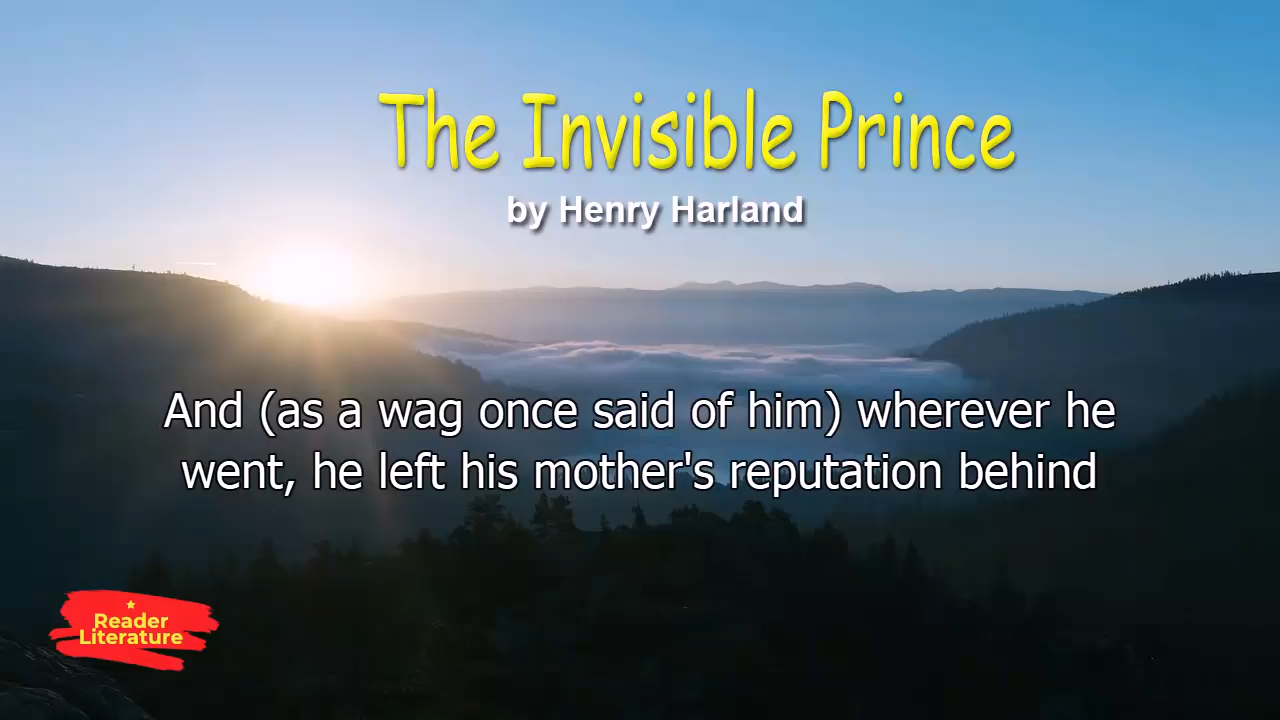 The Invisible Prince
by Henry Harland
And (as a wag once said of him) wherever he
went, he left his mother's reputation behind
Reader
Literature